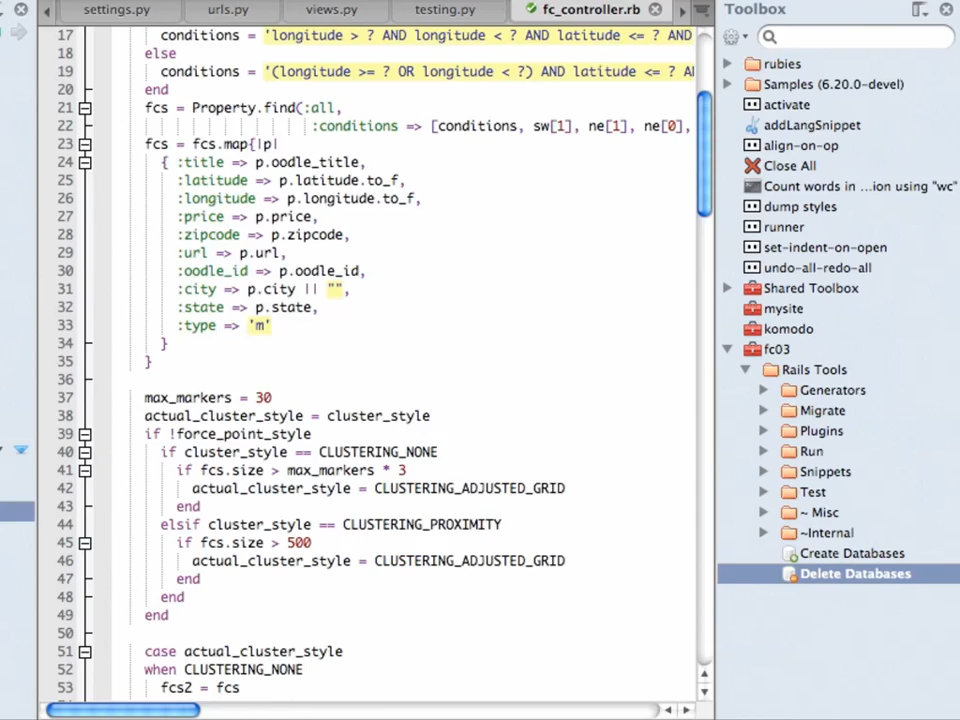 settings.py urls.py views.py testing.py fc_controller.rb Toolbox
17 conditions = 'longitude > ? AND longitude < ? AND latitude <= ? AND
18 else
19 conditions = '(longitude >= ? OR longitude < ?) AND latitude <= ? A
20 end
21 fcs = Property.find(:all,
22 :conditions => [conditions, sw[1], ne[1], ne[0],
23 fcs = fcs.map{|p|
24 { :title => p.oodle_title,
25 :latitude => p.latitude.to_f,
26 :longitude => p.longitude.to_f,
27 :price => p.price,
28 :zipcode => p.zipcode,
29 :url => p.url,
30 :oodle_id => p.oodle_id,
31 :city => p.city || "",
32 :state => p.state,
33 :type => 'm'
34 }
35 }
36
37 max_markers = 30
38 actual_cluster_style = cluster_style
39 if !force_point_style
40 if cluster_style == CLUSTERING_NONE
41 if fcs.size > max_markers * 3
42 actual_cluster_style = CLUSTERING_ADJUSTED_GRID
43 end
44 elsif cluster_style == CLUSTERING_PROXIMITY
45 if fcs.size > 500
46 actual_cluster_style = CLUSTERING_ADJUSTED_GRID
47 end
48 end
49 end
50
51 case actual_cluster_style
52 when CLUSTERING_NONE
53 fcs2 = fcs
rubies
Samples (6.20.0-devel)
activate
addLangSnippet
align-on-op
Close All
Count words in ...ion using "wc"
dump styles
runner
set-indent-on-open
undo-all-redo-all
Shared Toolbox
mysite
komodo
fc03
Rails Tools
Generators
Migrate
Plugins
Run
Snippets
Test
~ Misc
~Internal
Create Databases
Delete Databases